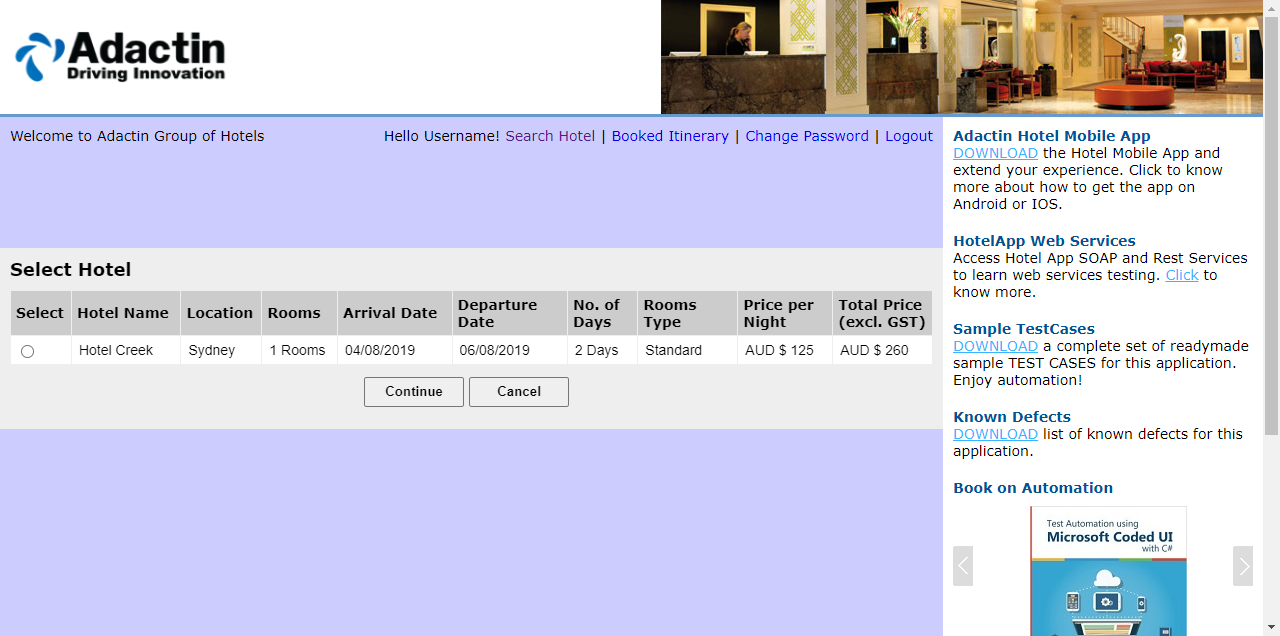 Adactin
Driving Innovation
Welcome to Adactin Group of Hotels
Hello Username! Search Hotel | Booked Itinerary | Change Password | Logout
Select Hotel
Select Hotel Name Location Rooms Arrival Date Departure Date No. of Days Rooms Type Price per Night Total Price (excl. GST)
Hotel Creek Sydney 1 Rooms 04/08/2019 06/08/2019 2 Days Standard AUD $ 125 AUD $ 260
Continue Cancel
Adactin Hotel Mobile App
DOWNLOAD the Hotel Mobile App and
extend your experience. Click to know
more about how to get the app on
Android or IOS.
HotelApp Web Services
Access Hotel App SOAP and Rest Services
to learn web services testing. Click to
know more.
Sample TestCases
DOWNLOAD a complete set of readymade
sample TEST CASES for this application.
Enjoy automation!
Known Defects
DOWNLOAD list of known defects for this
application.
Book on Automation
Test Automation using
Microsoft Coded UI
with C#